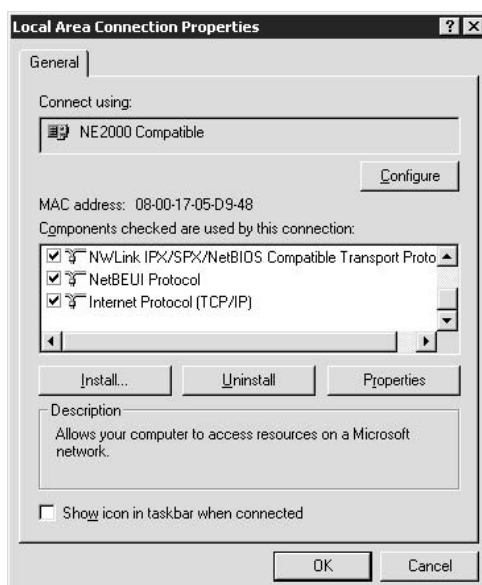 Local Area Connection Properties
General
Connect using:
NE2000 Compatible
Configure
MAC address: 08-00-17-05-D9-48
Components checked are used by this connection:
NWLink IPX/SPX/NetBIOS Compatible Transport Proto
NetBEUI Protocol
Internet Protocol (TCP/IP)
Install... Uninstall Properties
Description
Allows your computer to access resources on a Microsoft
network.
Show icon in taskbar when connected
OK Cancel